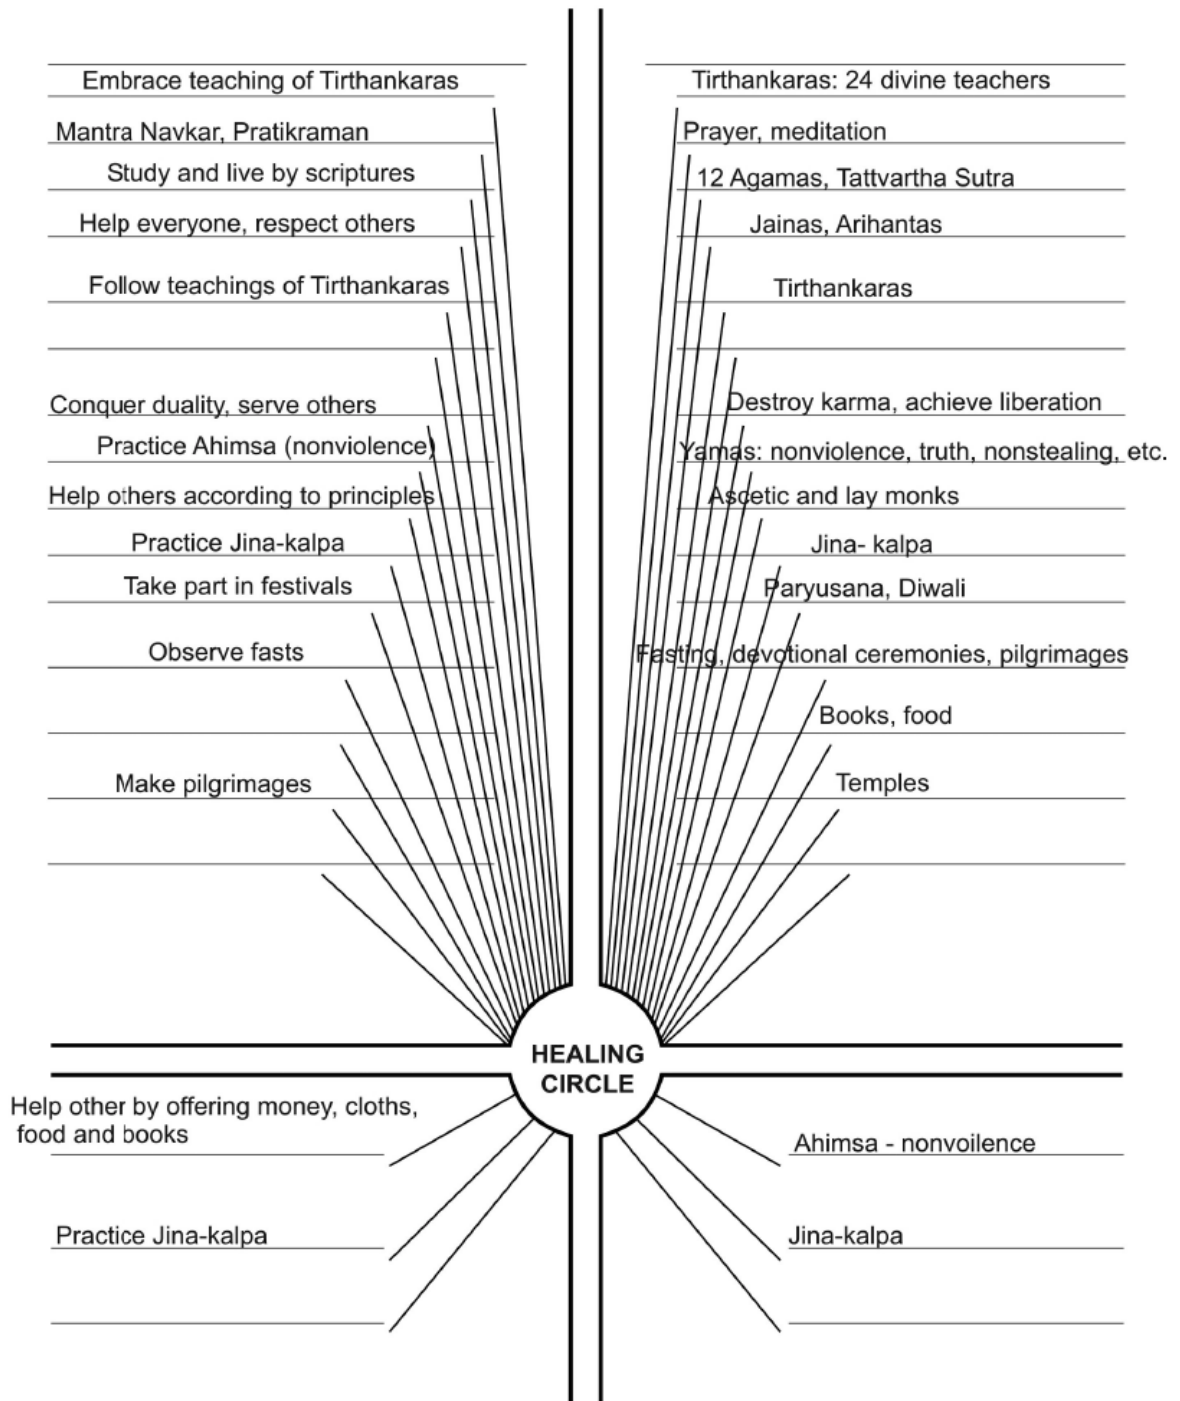 Embrace teaching of Tirthankaras
Tirthankaras: 24 divine teachers
Mantra Navkar, Pratikraman
Prayer, meditation
Study and live by scriptures
12 Agamas, Tattvartha Sutra
Help everyone, respect others
Jainas, Arihantas
Follow teachings of Tirthankaras
Tirthankaras
Conquer duality, serve others
Destroy karma, achieve liberation
Practice Ahimsa (nonviolence)
Yamas: nonviolence, truth, nonstealing, etc.
Help others according to principles
Ascetic and lay monks
Practice Jina-kalpa
Jina- kalpa
Take part in festivals
Paryusana, Diwali
Observe fasts
Fasting, devotional ceremonies, pilgrimages
Books, food
Make pilgrimages
Temples
HEALING
CIRCLE
Help other by offering money, cloths,
food and books
Ahimsa - nonvoilence
Practice Jina-kalpa
Jina-kalpa